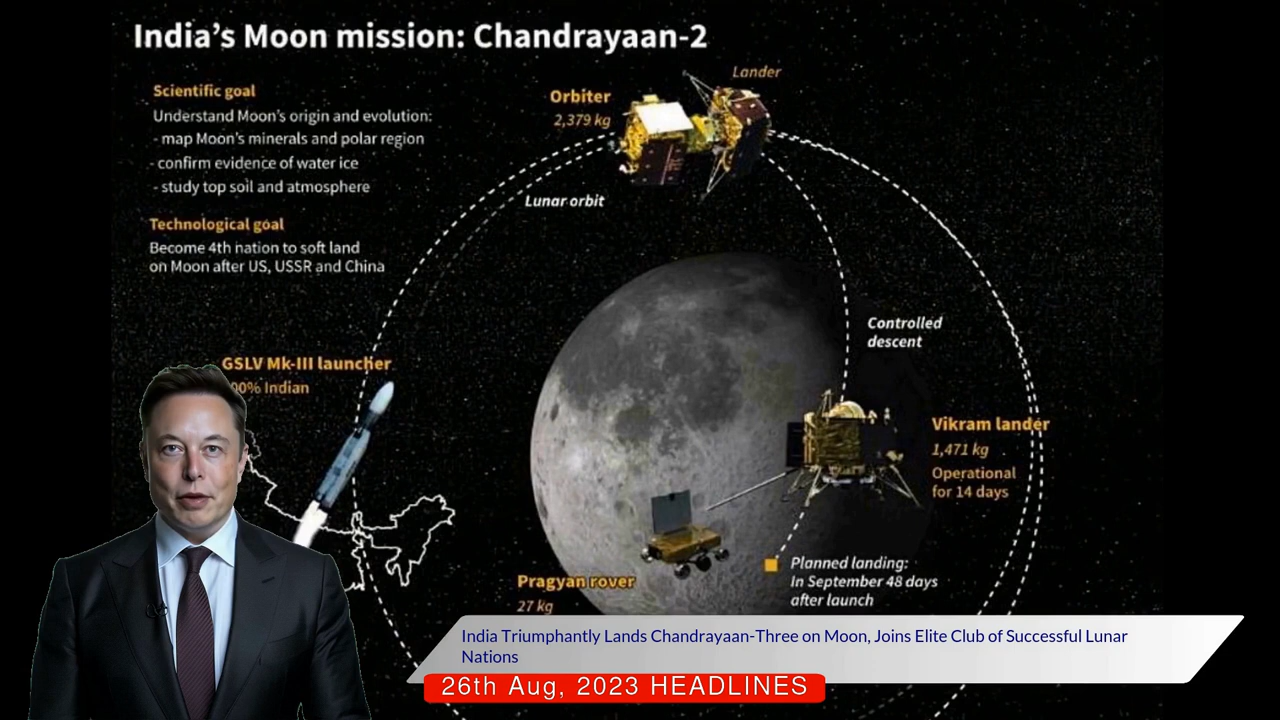 India's Moon mission: Chandrayaan-2
Scientific goal
Understand Moon's origin and evolution:
- map Moon's minerals and polar region
- confirm evidence of water ice
- study top soil and atmosphere
Technological goal
Become 4th nation to soft land
on Moon after US, USSR and China
Lander
Orbiter
2,379 kg
Lunar orbit
GSLV Mk-III launcher
00% Indian
Controlled
descent
Vikram lander
1,471 kg
Operational
for 14 days
Planned landing:
In September 48 days
after launch
Pragyan rover
27 kg
India Triumphantly Lands Chandrayaan-Three on Moon, Joins Elite Club of Successful Lunar
Nations
26th Aug, 2023 HEADLINES